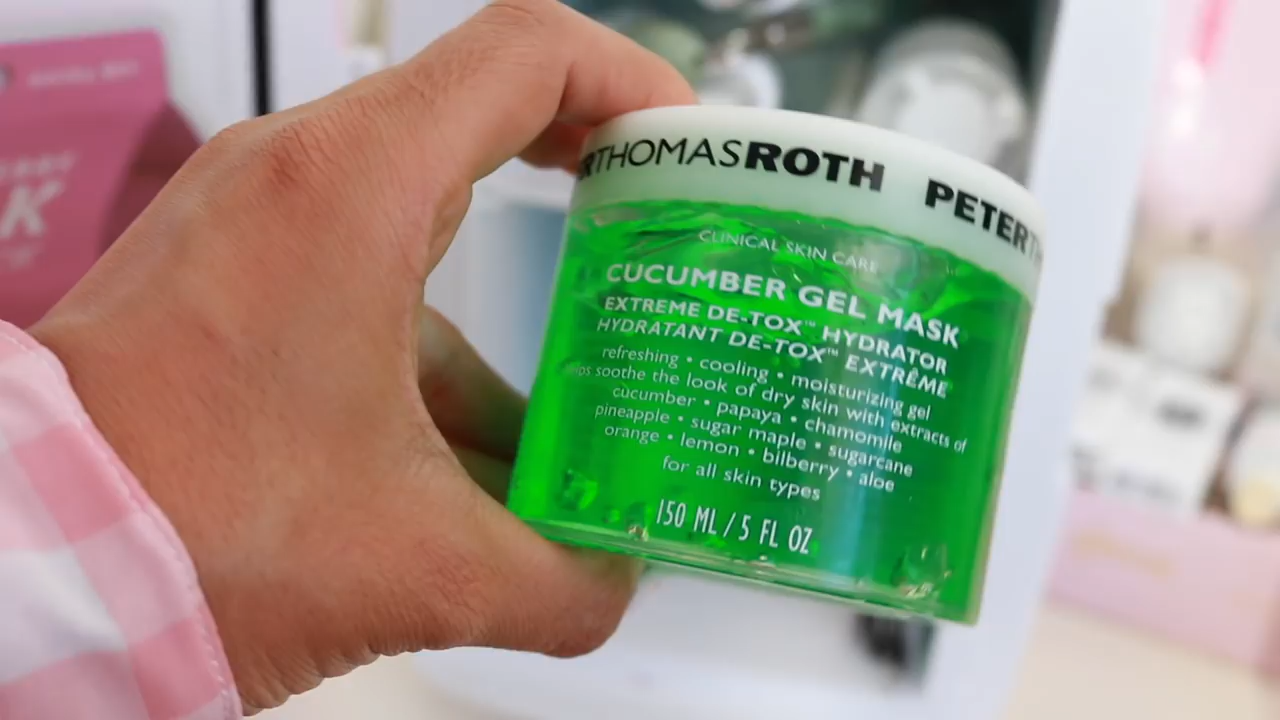 THOMASROTH PETER
CLINICAL SKIN CARE
CUCUMBER GEL MASK
EXTREME DE-TOX™ HYDRATOR
HYDRATANT DE-TOX™ EXTRÊME
refreshing • cooling • moisturizing gel
soothe the look of dry skin with extracts of
cucumber • papaya • chamomile
pineapple • sugar maple • sugarcane
orange • lemon • bilberry • aloe
for all skin types
150 ML / 5 FL OZ